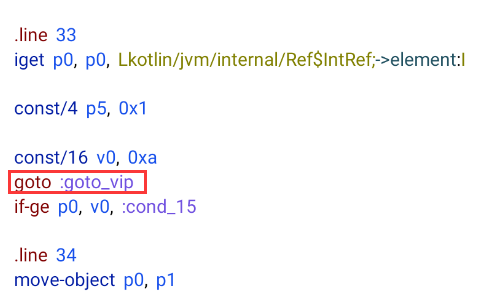 .line 33
iget p0, p0, Lkotlin/jvm/internal/Ref$IntRef;->element:I
const/4 p5, 0x1
const/16 v0, 0xa
goto :goto_vip
if-ge p0, v0, :cond_15
.line 34
move-object p0, p1